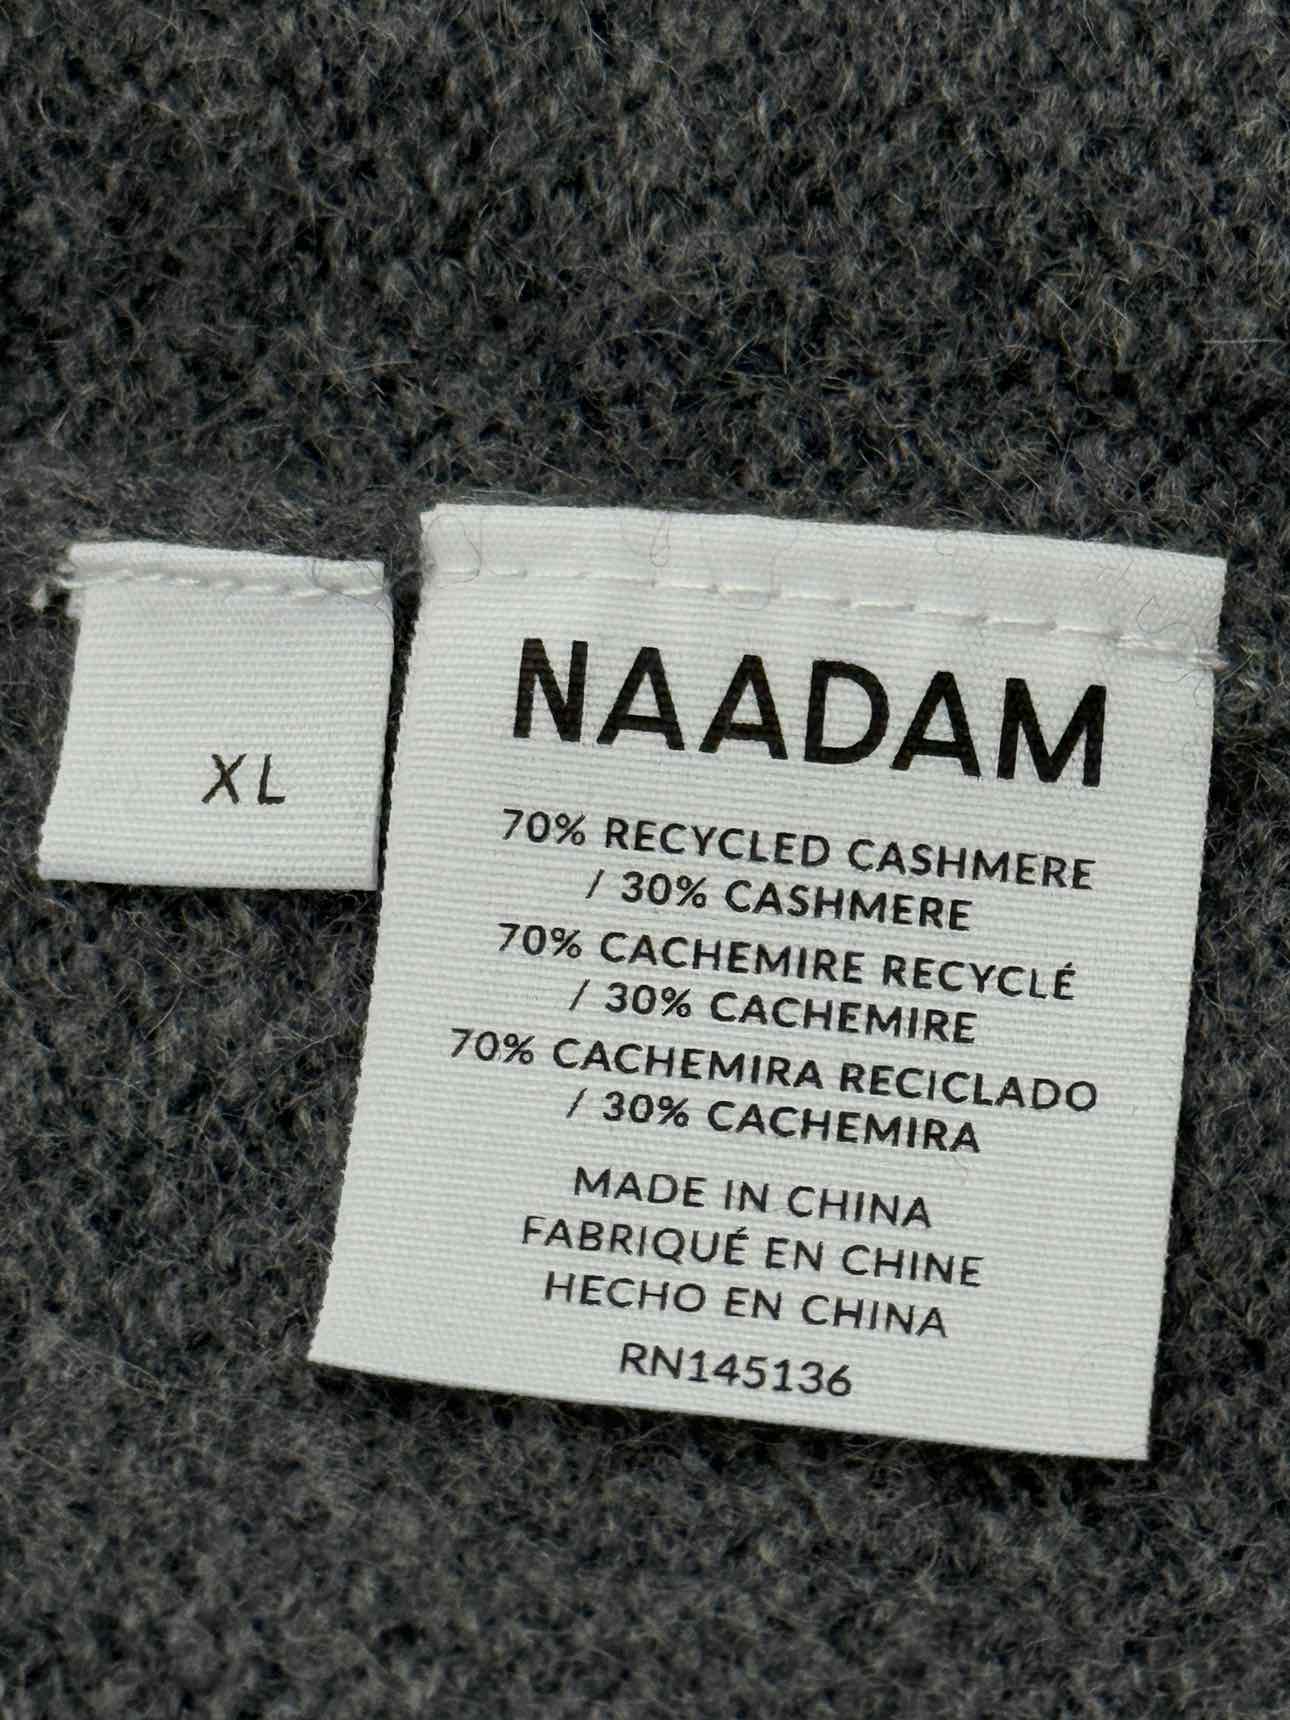 XL
NAADAM
70% RECYCLED CASHMERE
/ 30% CASHMERE
70% CACHEMIRE RECYCLÉ
/ 30% CACHEMIRE
70% CACHEMIRA RECICLADO
/ 30% CACHEMIRA
MADE IN CHINA
FABRIQUÉ EN CHINE
HECHO EN CHINA
RN145136